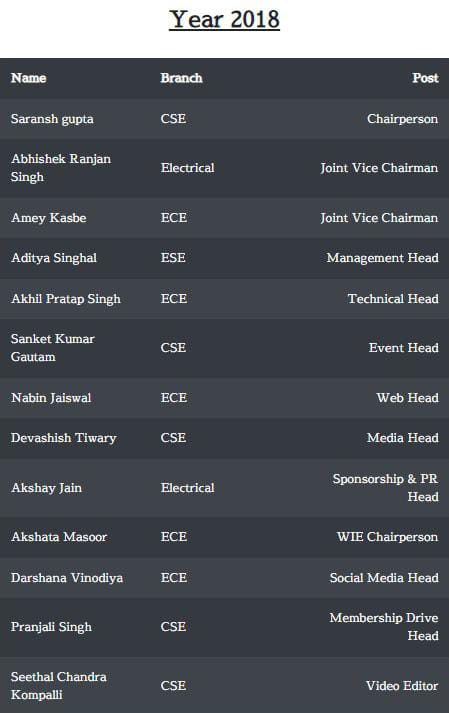 Year 2018
Name Branch Post
Saransh gupta CSE Chairperson
Abhishek Ranjan
Singh Electrical Joint Vice Chairman
Amey Kasbe ECE Joint Vice Chairman
Aditya Singhal ESE Management Head
Akhil Pratap Singh ECE Technical Head
Sanket Kumar
Gautam CSE Event Head
Nabin Jaiswal ECE Web Head
Devashish Tiwary CSE Media Head
Akshay Jain Electrical Sponsorship & PR
Head
Akshata Masoor ECE WIE Chairperson
Darshana Vinodiya ECE Social Media Head
Pranjali Singh CSE Membership Drive
Head
Seethal Chandra
Kompalli CSE Video Editor